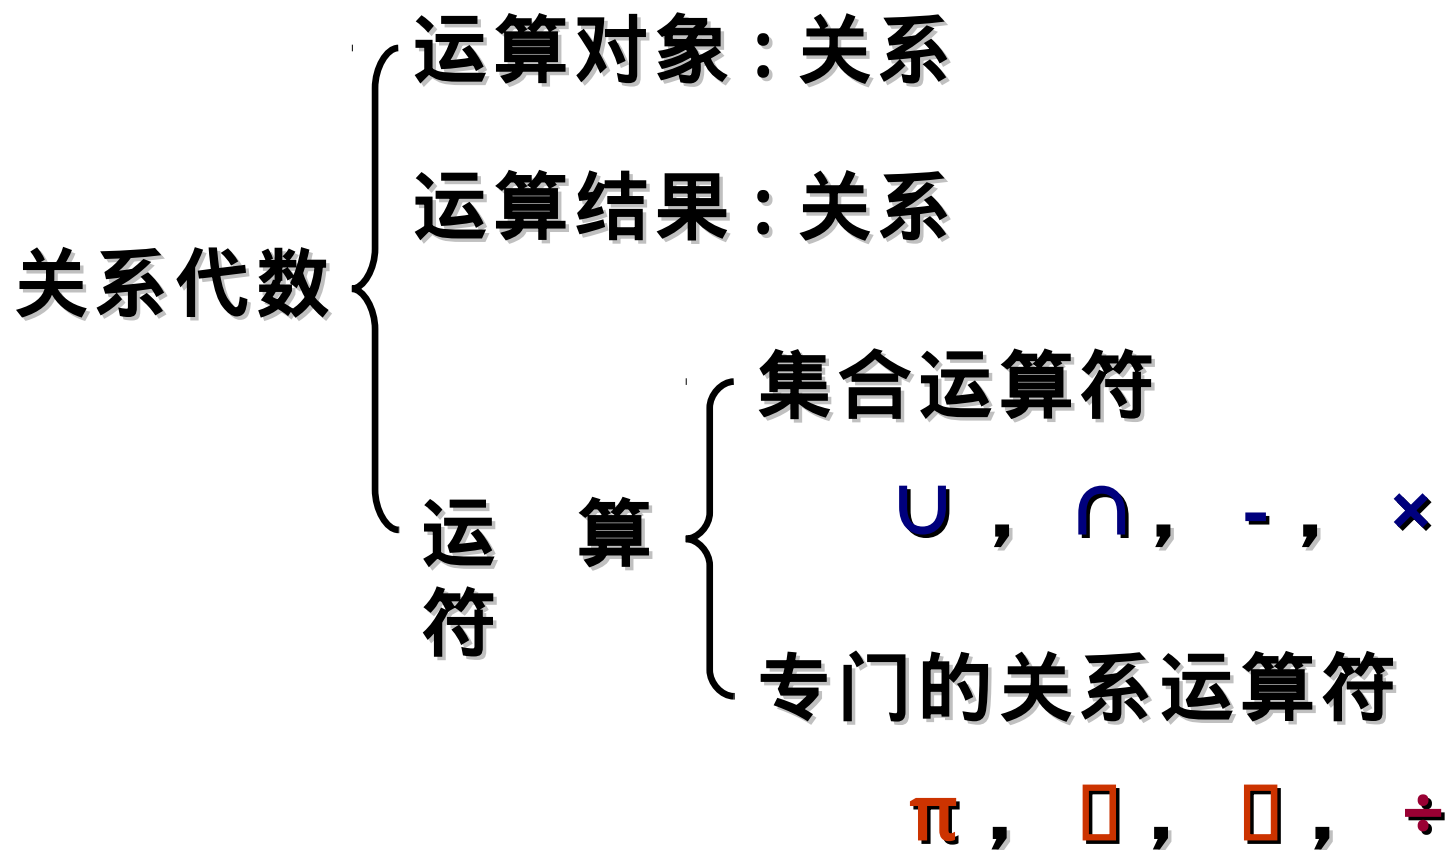 运算对象:关系
运算结果:关系
关系代数
集合运算符
∪ , ∩ , - , ×
运 算
符
专门的关系运算符
π , ▯ , ▯ , ÷